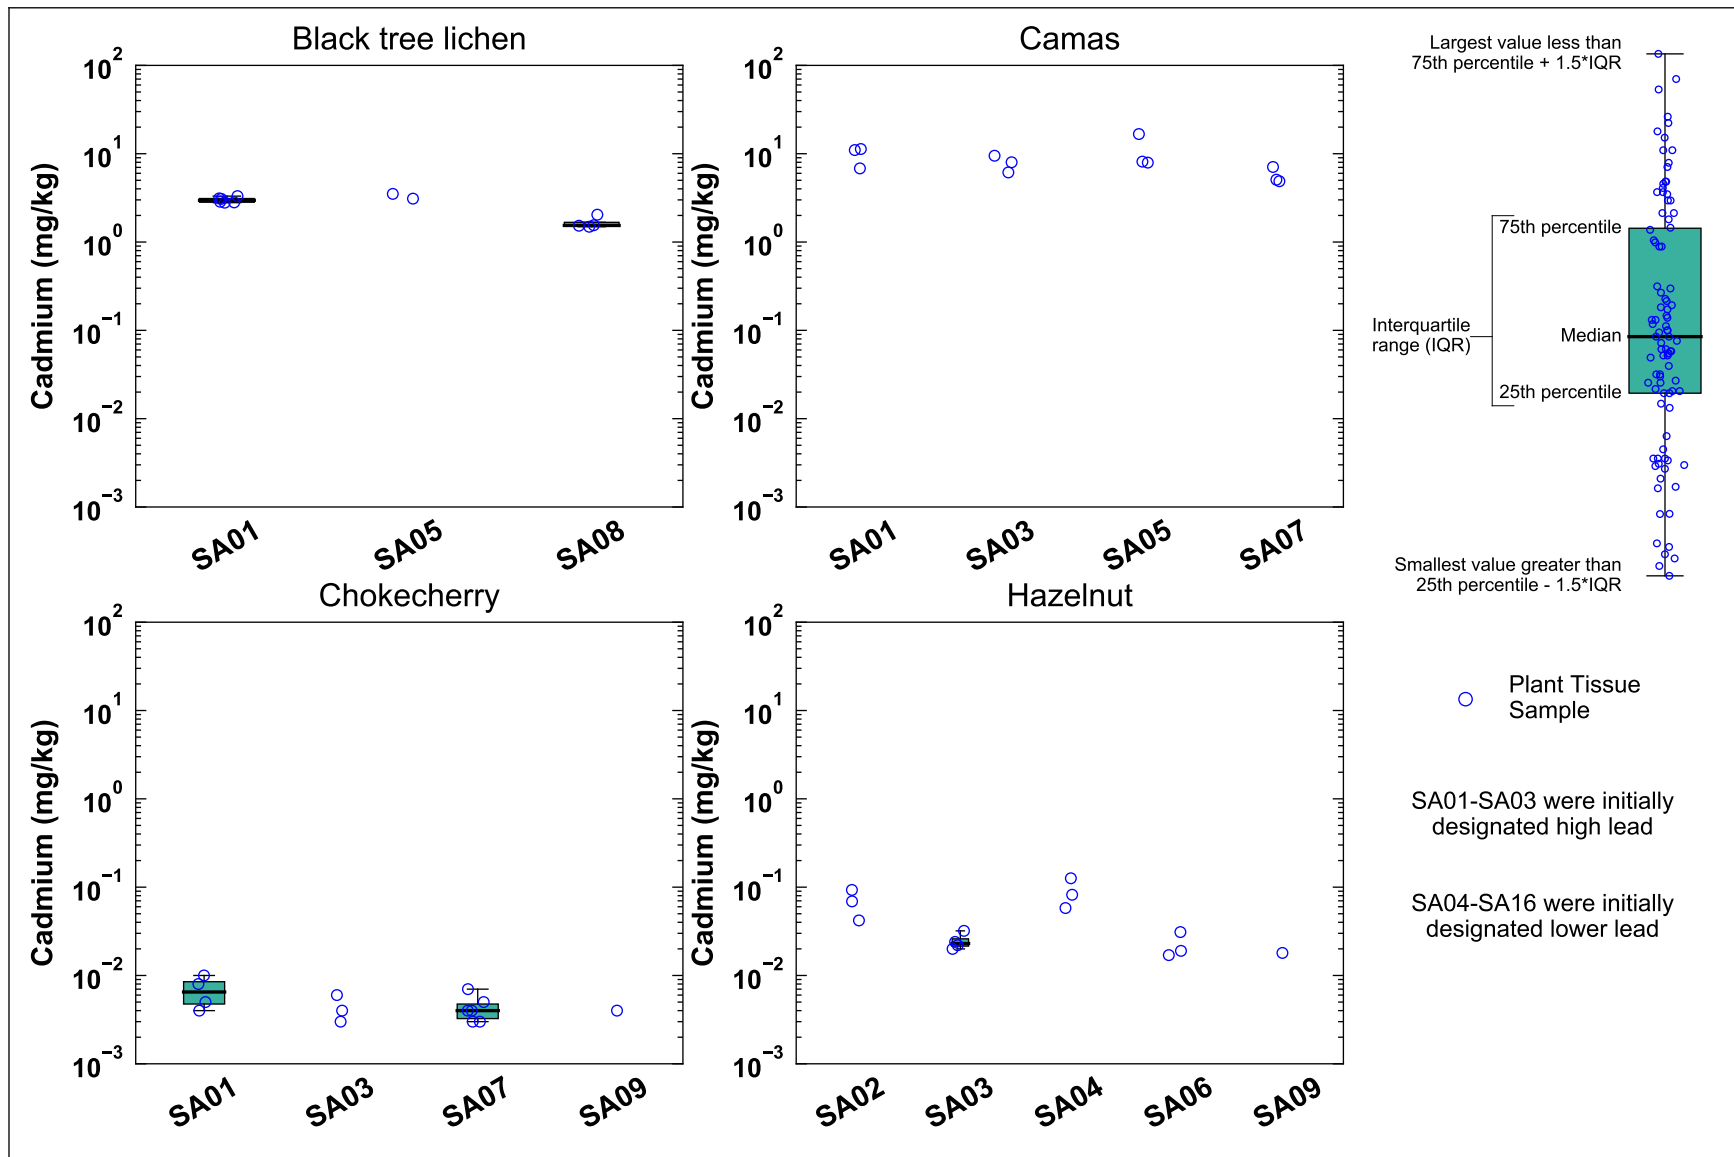 Black tree lichen
Cadmium (mg/kg)
10^2
10^1
10^0
10^−1
10^−2
10^−3
SA01
SA05
SA08
Camas
Cadmium (mg/kg)
10^2
10^1
10^0
10^−1
10^−2
10^−3
SA01
SA03
SA05
SA07
Chokecherry
Cadmium (mg/kg)
10^2
10^1
10^0
10^−1
10^−2
10^−3
SA01
SA03
SA07
SA09
Hazelnut
Cadmium (mg/kg)
10^2
10^1
10^0
10^−1
10^−2
10^−3
SA02
SA03
SA04
SA06
SA09
Largest value less than
75th percentile + 1.5*IQR
75th percentile
Interquartile
range (IQR)
Median
25th percentile
Smallest value greater than
25th percentile - 1.5*IQR
Plant Tissue
Sample
SA01-SA03 were initially
designated high lead
SA04-SA16 were initially
designated lower lead